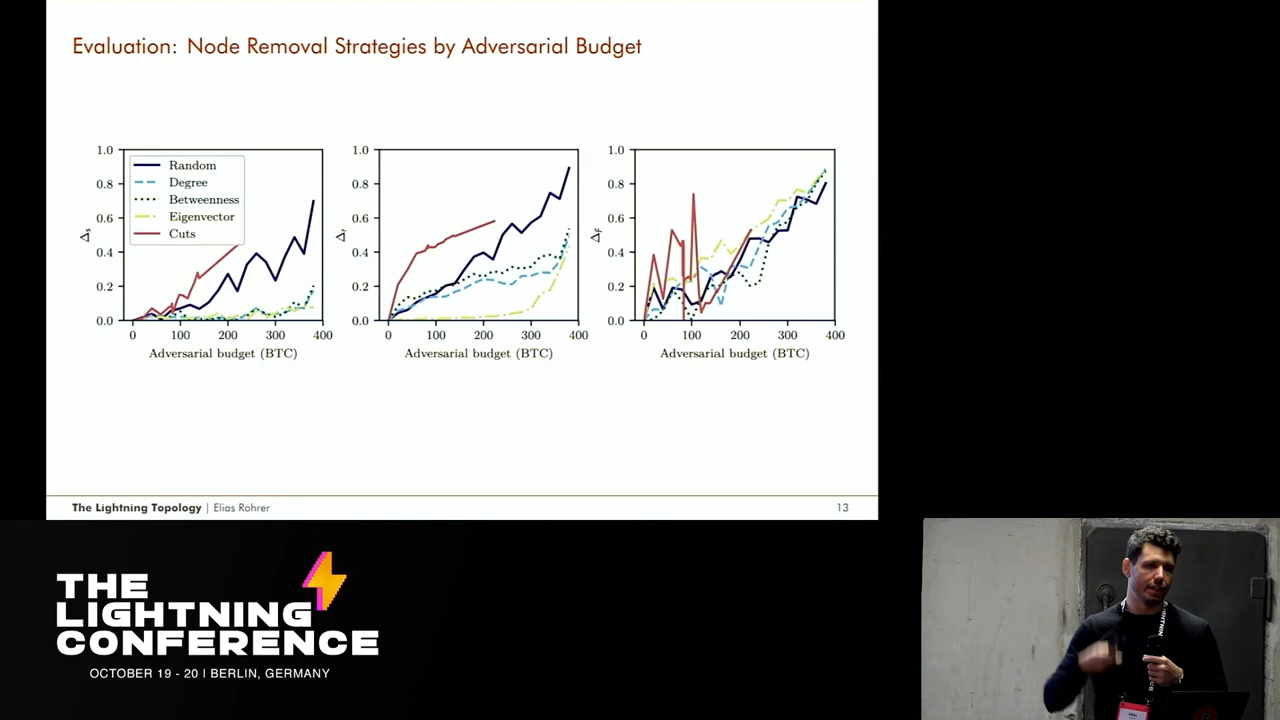 Evaluation: Node Removal Strategies by Adversarial Budget
1.0
0.8
0.6
0.4
0.2
0.0
Δs
0
100
200
300
400
Adversarial budget (BTC)
Random
Degree
Betweenness
Eigenvector
Cuts
1.0
0.8
0.6
0.4
0.2
0.0
Δr
0
100
200
300
400
Adversarial budget (BTC)
1.0
0.8
0.6
0.4
0.2
0.0
ΔF
0
100
200
300
400
Adversarial budget (BTC)
The Lightning Topology | Elias Rohrer
13
THE
LIGHTNING
CONFERENCE
OCTOBER 19 - 20 | BERLIN, GERMANY